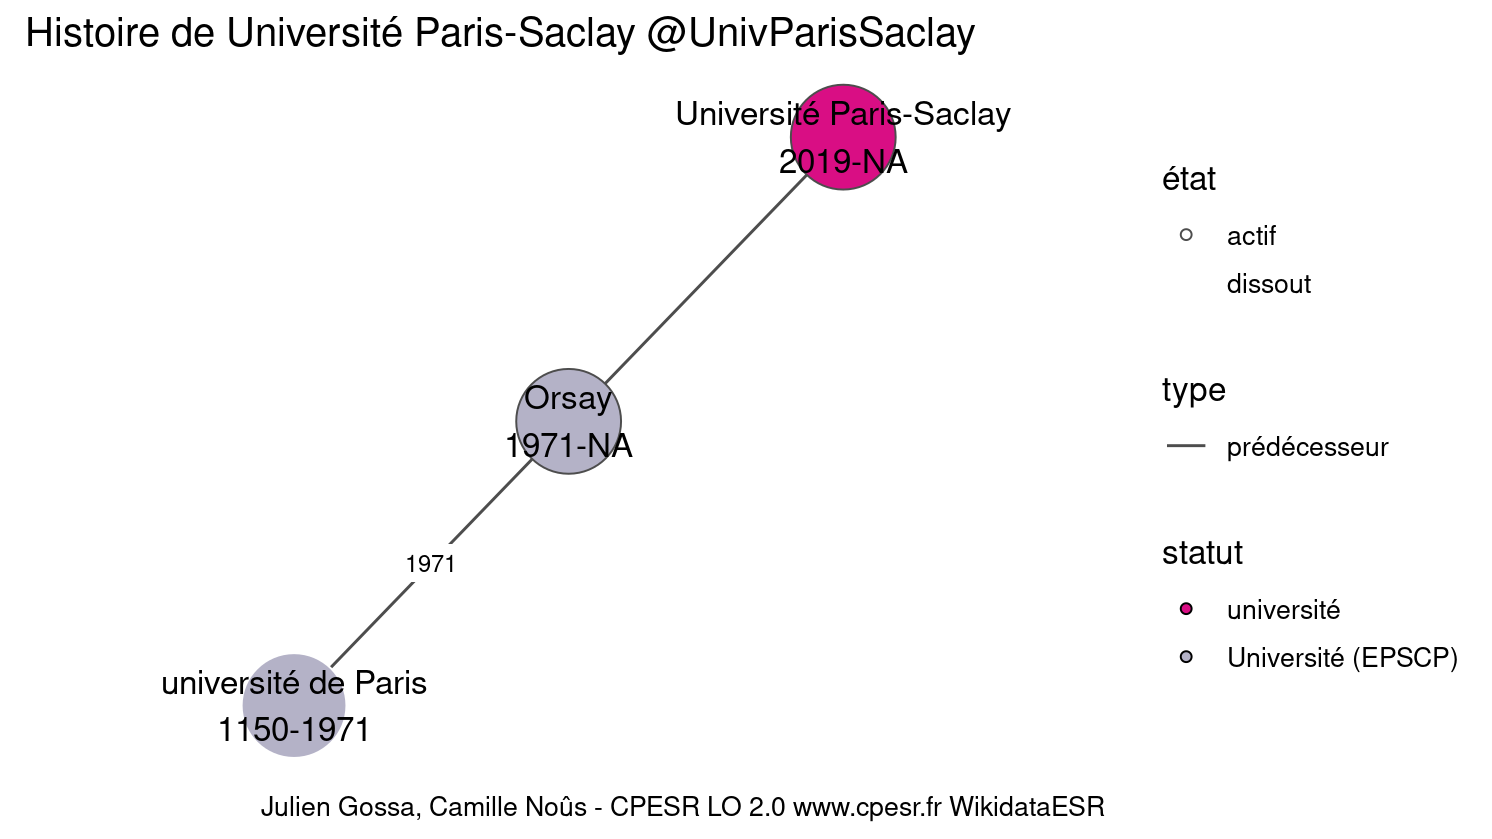 Histoire de Université Paris-Saclay @UnivParisSaclay
Université Paris-Saclay
2019-NA
Orsay
1971-NA
1971
université de Paris
1150-1971
état
actif
dissout
type
prédécesseur
statut
université
Université (EPSCP)
Julien Gossa, Camille Noûs - CPESR LO 2.0 www.cpesr.fr WikidataESR